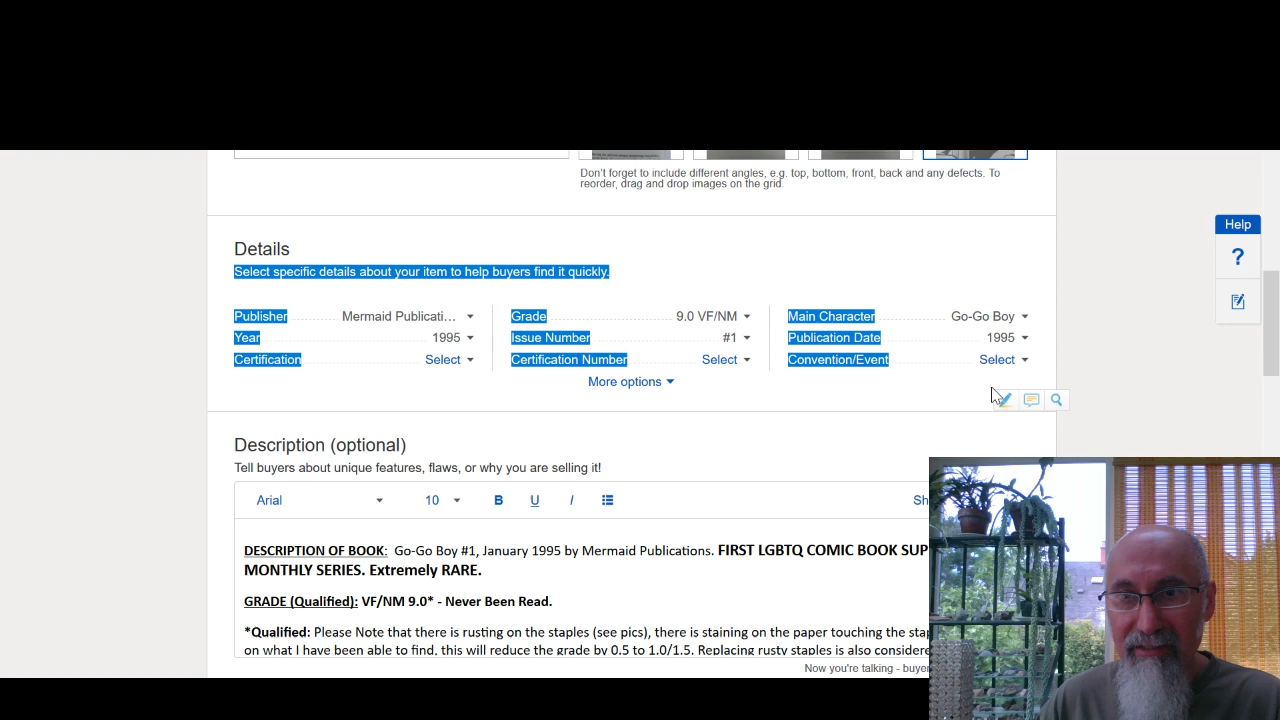 Don't forget to include different angles, e.g. top, bottom, front, back and any defects. To
reorder, drag and drop images on the grid.
Help
?
Details
Select specific details about your item to help buyers find it quickly.
Publisher Mermaid Publicati... Grade 9.0 VF/NM Main Character Go-Go Boy
Year 1995 Issue Number #1 Publication Date 1995
Certification Select Certification Number Select Convention/Event Select
More options
Description (optional)
Tell buyers about unique features, flaws, or why you are selling it!
Arial 10 B U I Sh
DESCRIPTION OF BOOK: Go-Go Boy #1, January 1995 by Mermaid Publications. FIRST LGBTQ COMIC BOOK SUP
MONTHLY SERIES. Extremely RARE.
GRADE (Qualified): VF/NM 9.0* - Never Been Read.
*Qualified: Please Note that there is rusting on the staples (see pics), there is staining on the paper touching the stap
on what I have been able to find, this will reduce the grade by 0.5 to 1.0/1.5. Replacing rusty staples is also considere
Now you're talking - buyer